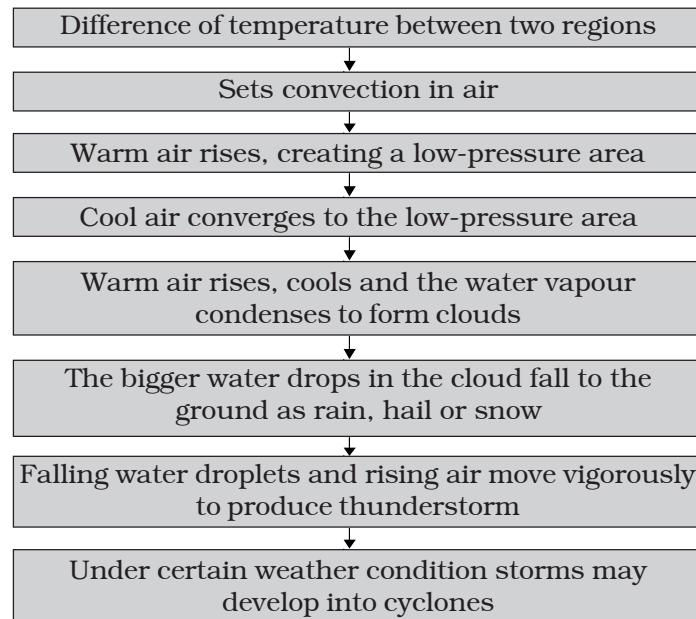 Difference of temperature between two regions
Sets convection in air
Warm air rises, creating a low-pressure area
Cool air converges to the low-pressure area
Warm air rises, cools and the water vapour
condenses to form clouds
The bigger water drops in the cloud fall to the
ground as rain, hail or snow
Falling water droplets and rising air move vigorously
to produce thunderstorm
Under certain weather condition storms may
develop into cyclones